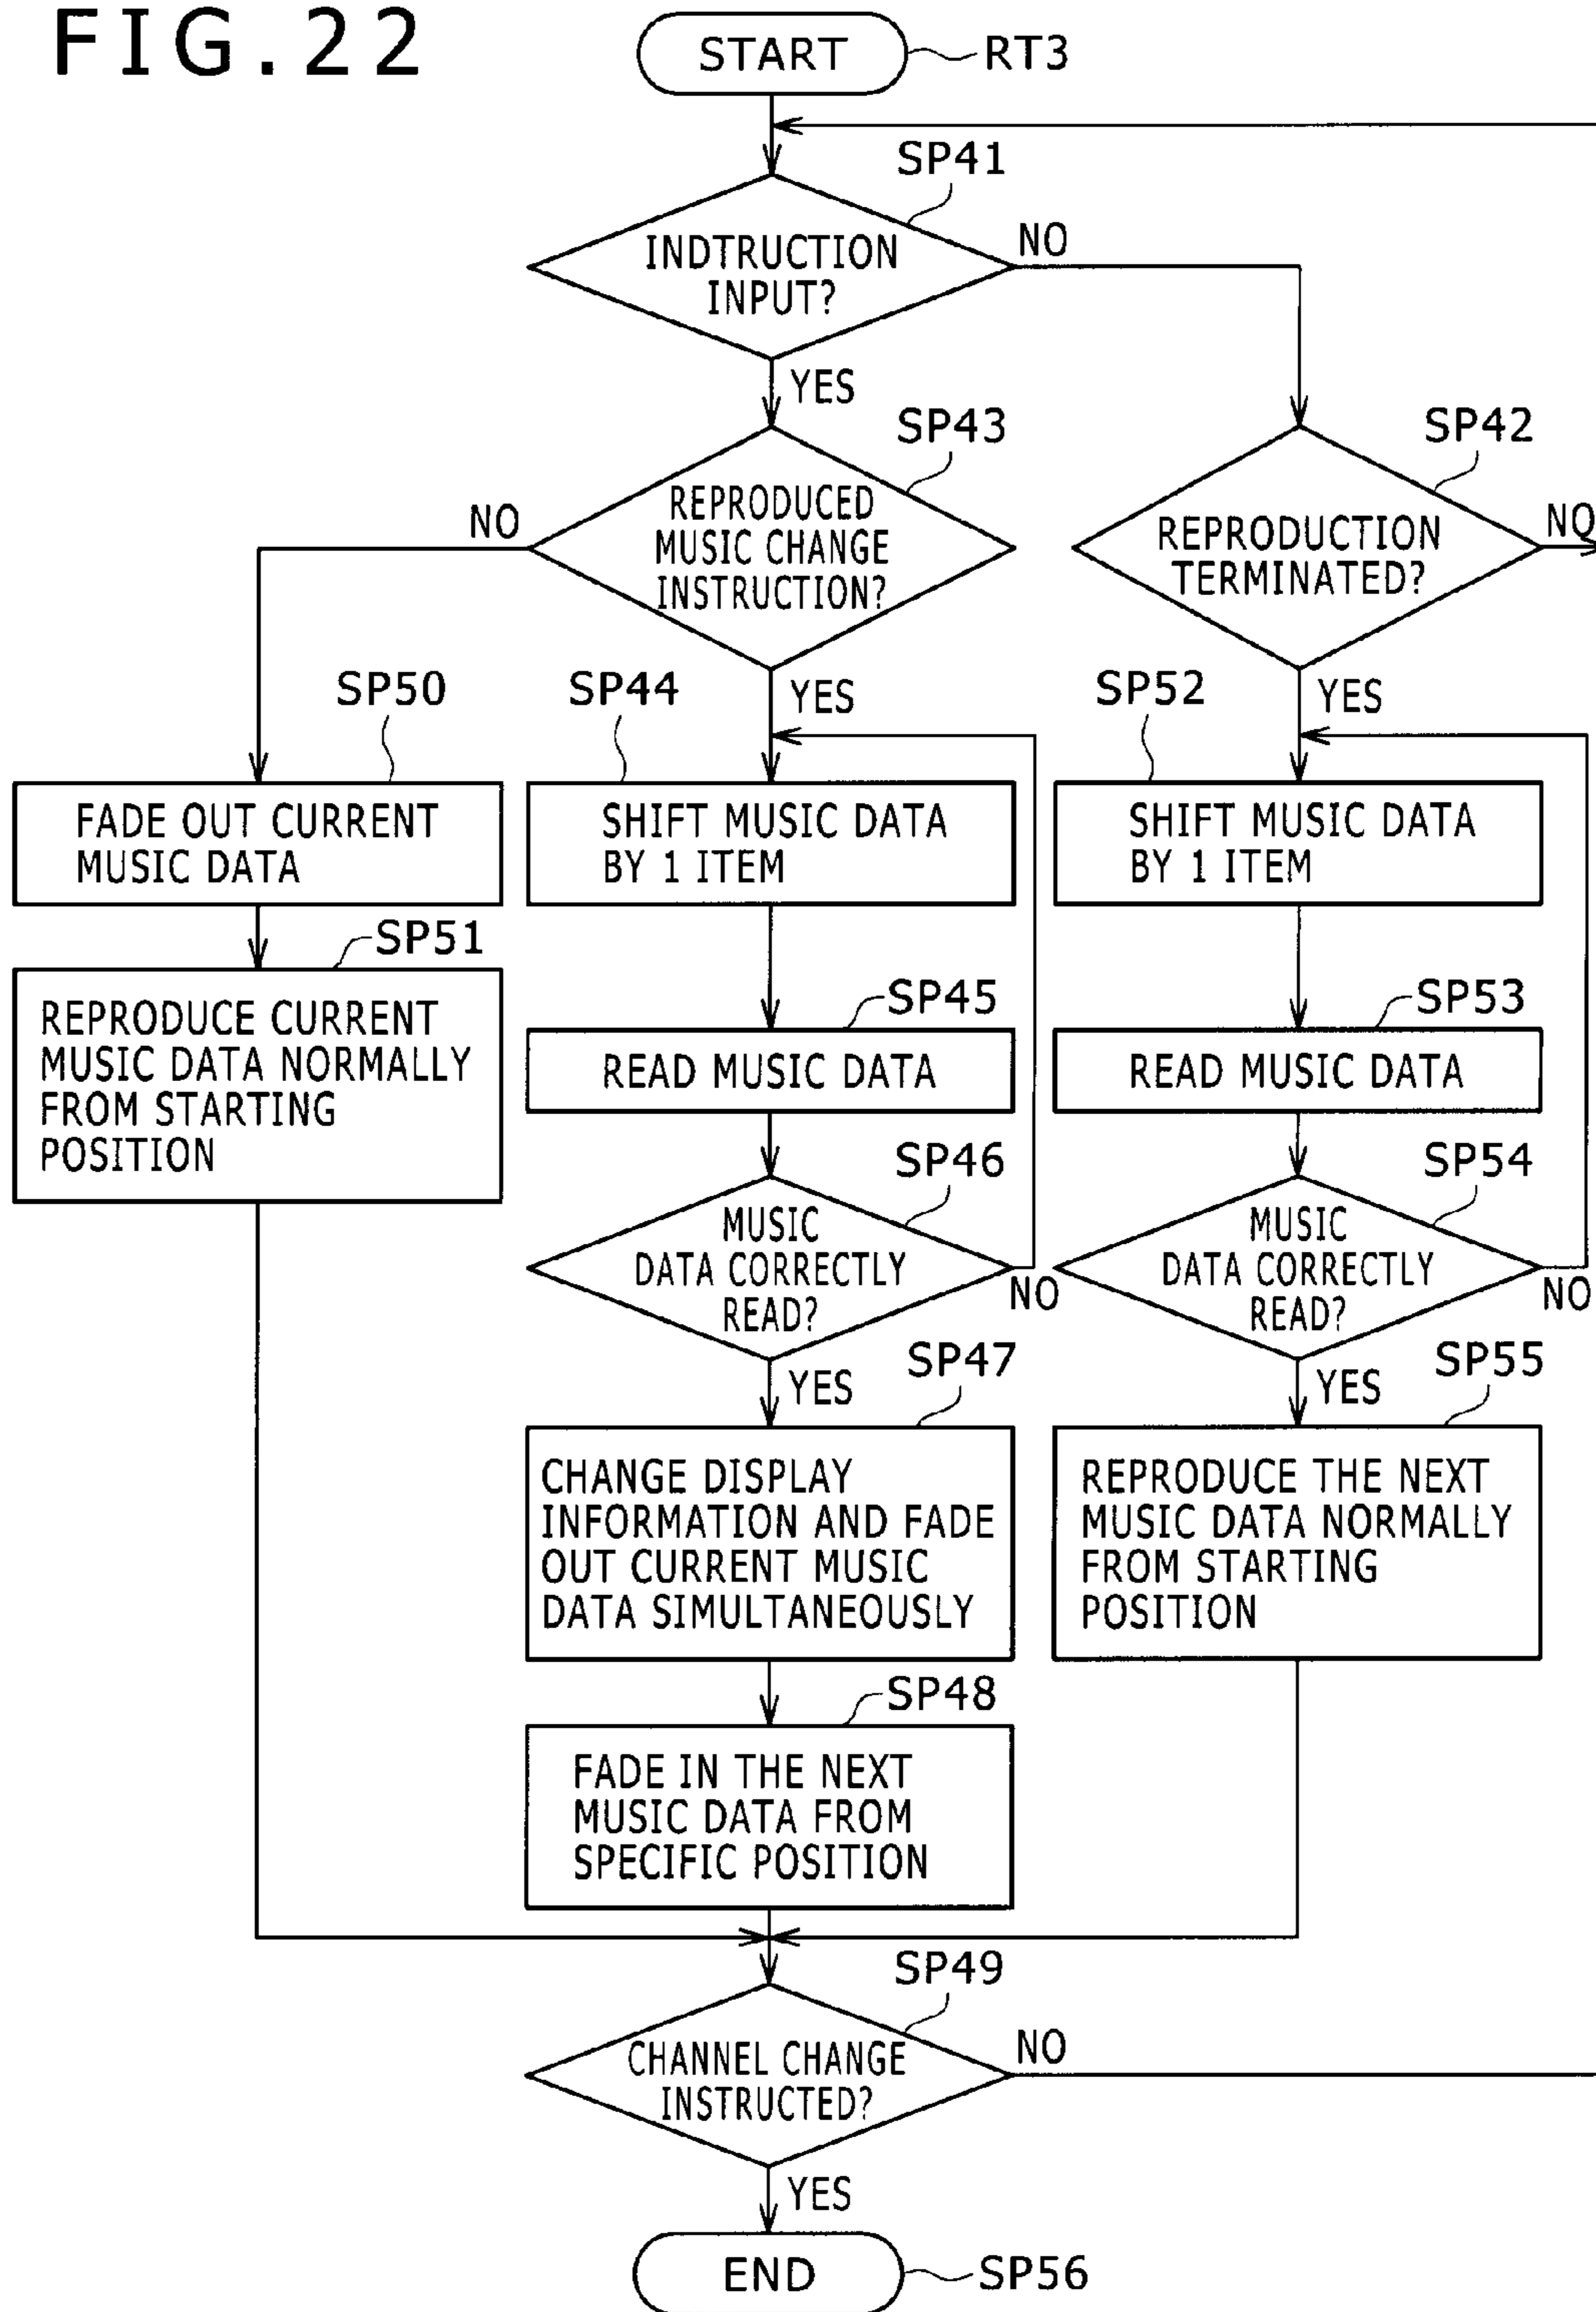 FIG.22
START
RT3
SP41
INDTRUCTION
INPUT?
NO
YES
SP43
REPRODUCED
MUSIC CHANGE
INSTRUCTION?
NO
SP42
REPRODUCTION
TERMINATED?
NO
SP50
FADE OUT CURRENT
MUSIC DATA
SP44
YES
SHIFT MUSIC DATA
BY 1 ITEM
SP52
YES
SHIFT MUSIC DATA
BY 1 ITEM
SP51
REPRODUCE CURRENT
MUSIC DATA NORMALLY
FROM STARTING
POSITION
SP45
READ MUSIC DATA
SP53
READ MUSIC DATA
SP46
MUSIC
DATA CORRECTLY
READ?
NO
SP54
MUSIC
DATA CORRECTLY
READ?
NO
YES
SP47
CHANGE DISPLAY
INFORMATION AND FADE
OUT CURRENT MUSIC
DATA SIMULTANEOUSLY
YES
SP55
REPRODUCE THE NEXT
MUSIC DATA NORMALLY
FROM STARTING
POSITION
SP48
FADE IN THE NEXT
MUSIC DATA FROM
SPECIFIC POSITION
SP49
CHANNEL CHANGE
INSTRUCTED?
NO
YES
END
SP56